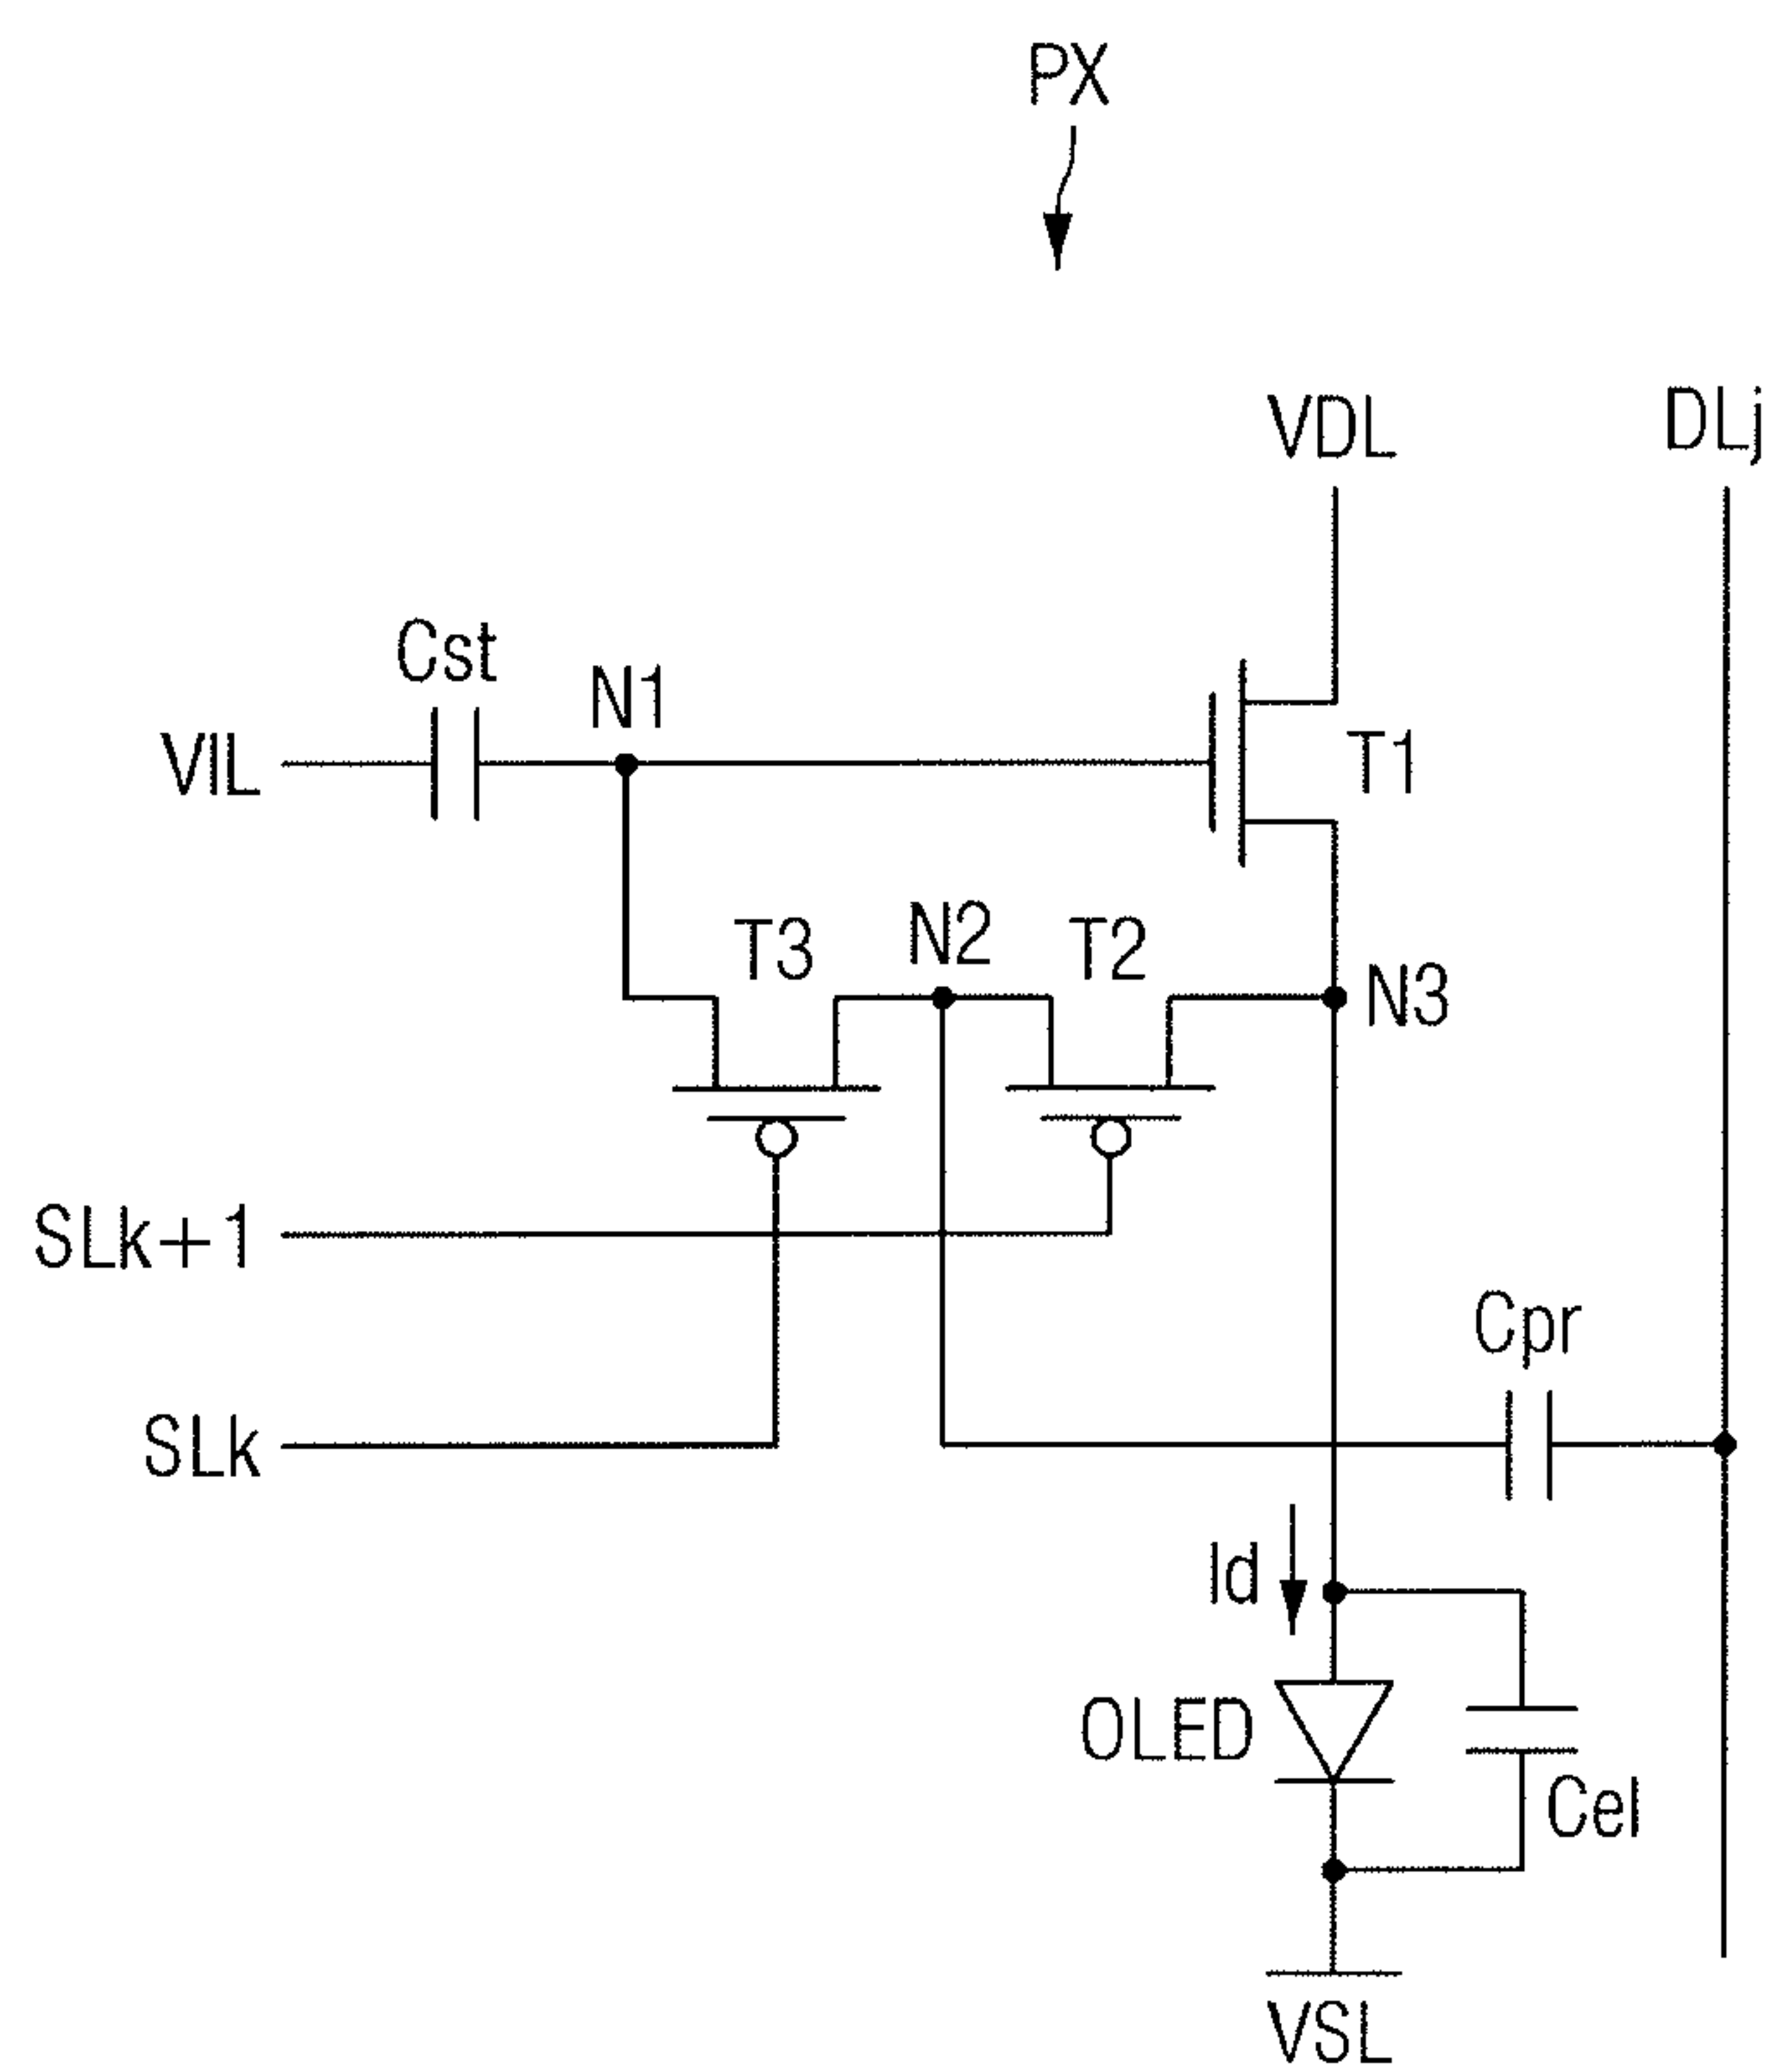 PX
VDL
DLj
Cst
N1
VIL
T1
T3
N2
T2
N3
SLk+1
Cpr
SLk
Id
OLED
Cel
VSL